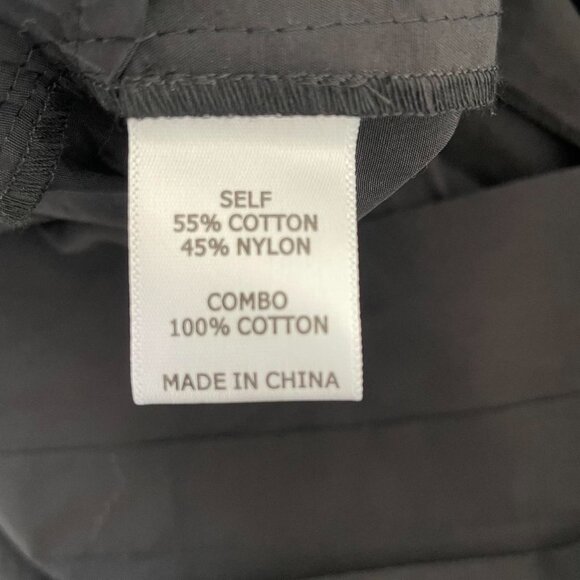 SELF
55% COTTON
45% NYLON
COMBO
100% COTTON
MADE IN CHINA